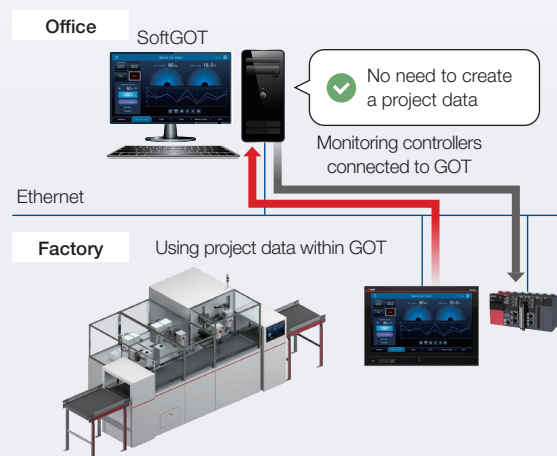 Office
SoftGOT
No need to create
a project data
Monitoring controllers
connected to GOT
Ethernet
Factory
Using project data within GOT